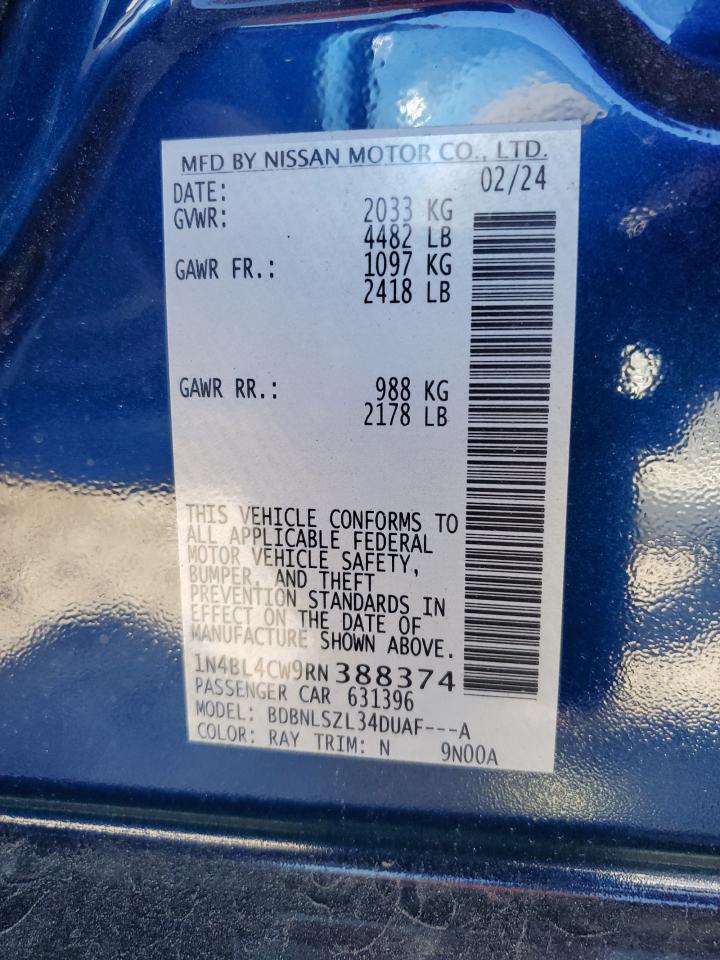 MFD BY NISSAN MOTOR CO., LTD.
DATE: 02/24
GVWR: 2033 KG
4482 LB
GAWR FR.: 1097 KG
2418 LB
GAWR RR.: 988 KG
2178 LB
THIS VEHICLE CONFORMS TO
ALL APPLICABLE FEDERAL
MOTOR VEHICLE SAFETY,
BUMPER, AND THEFT
PREVENTION STANDARDS IN
EFFECT ON THE DATE OF
MANUFACTURE SHOWN ABOVE.
1N4BL4CW9RN388374
PASSENGER CAR 631396
MODEL: BDBNLSZL34DUAF---A
COLOR: RAY TRIM: N 9N00A